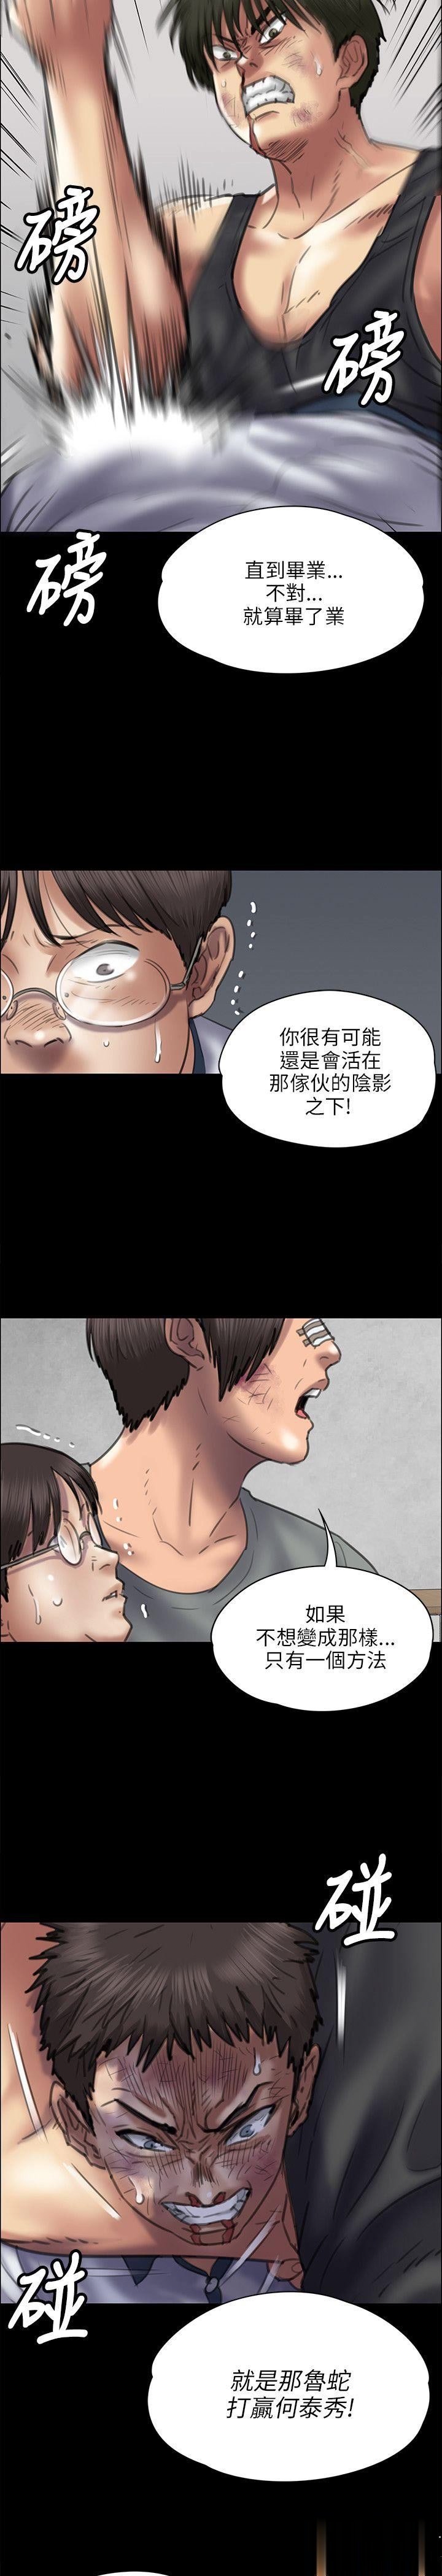 磅
磅
磅
直到畢業...
不對...
就算畢了業
你很有可能
還是會活在
那傢伙的陰影
之下!
如果
不想變成那樣...
只有一個方法
碰
碰
就是那魯蛇
打贏何泰秀!